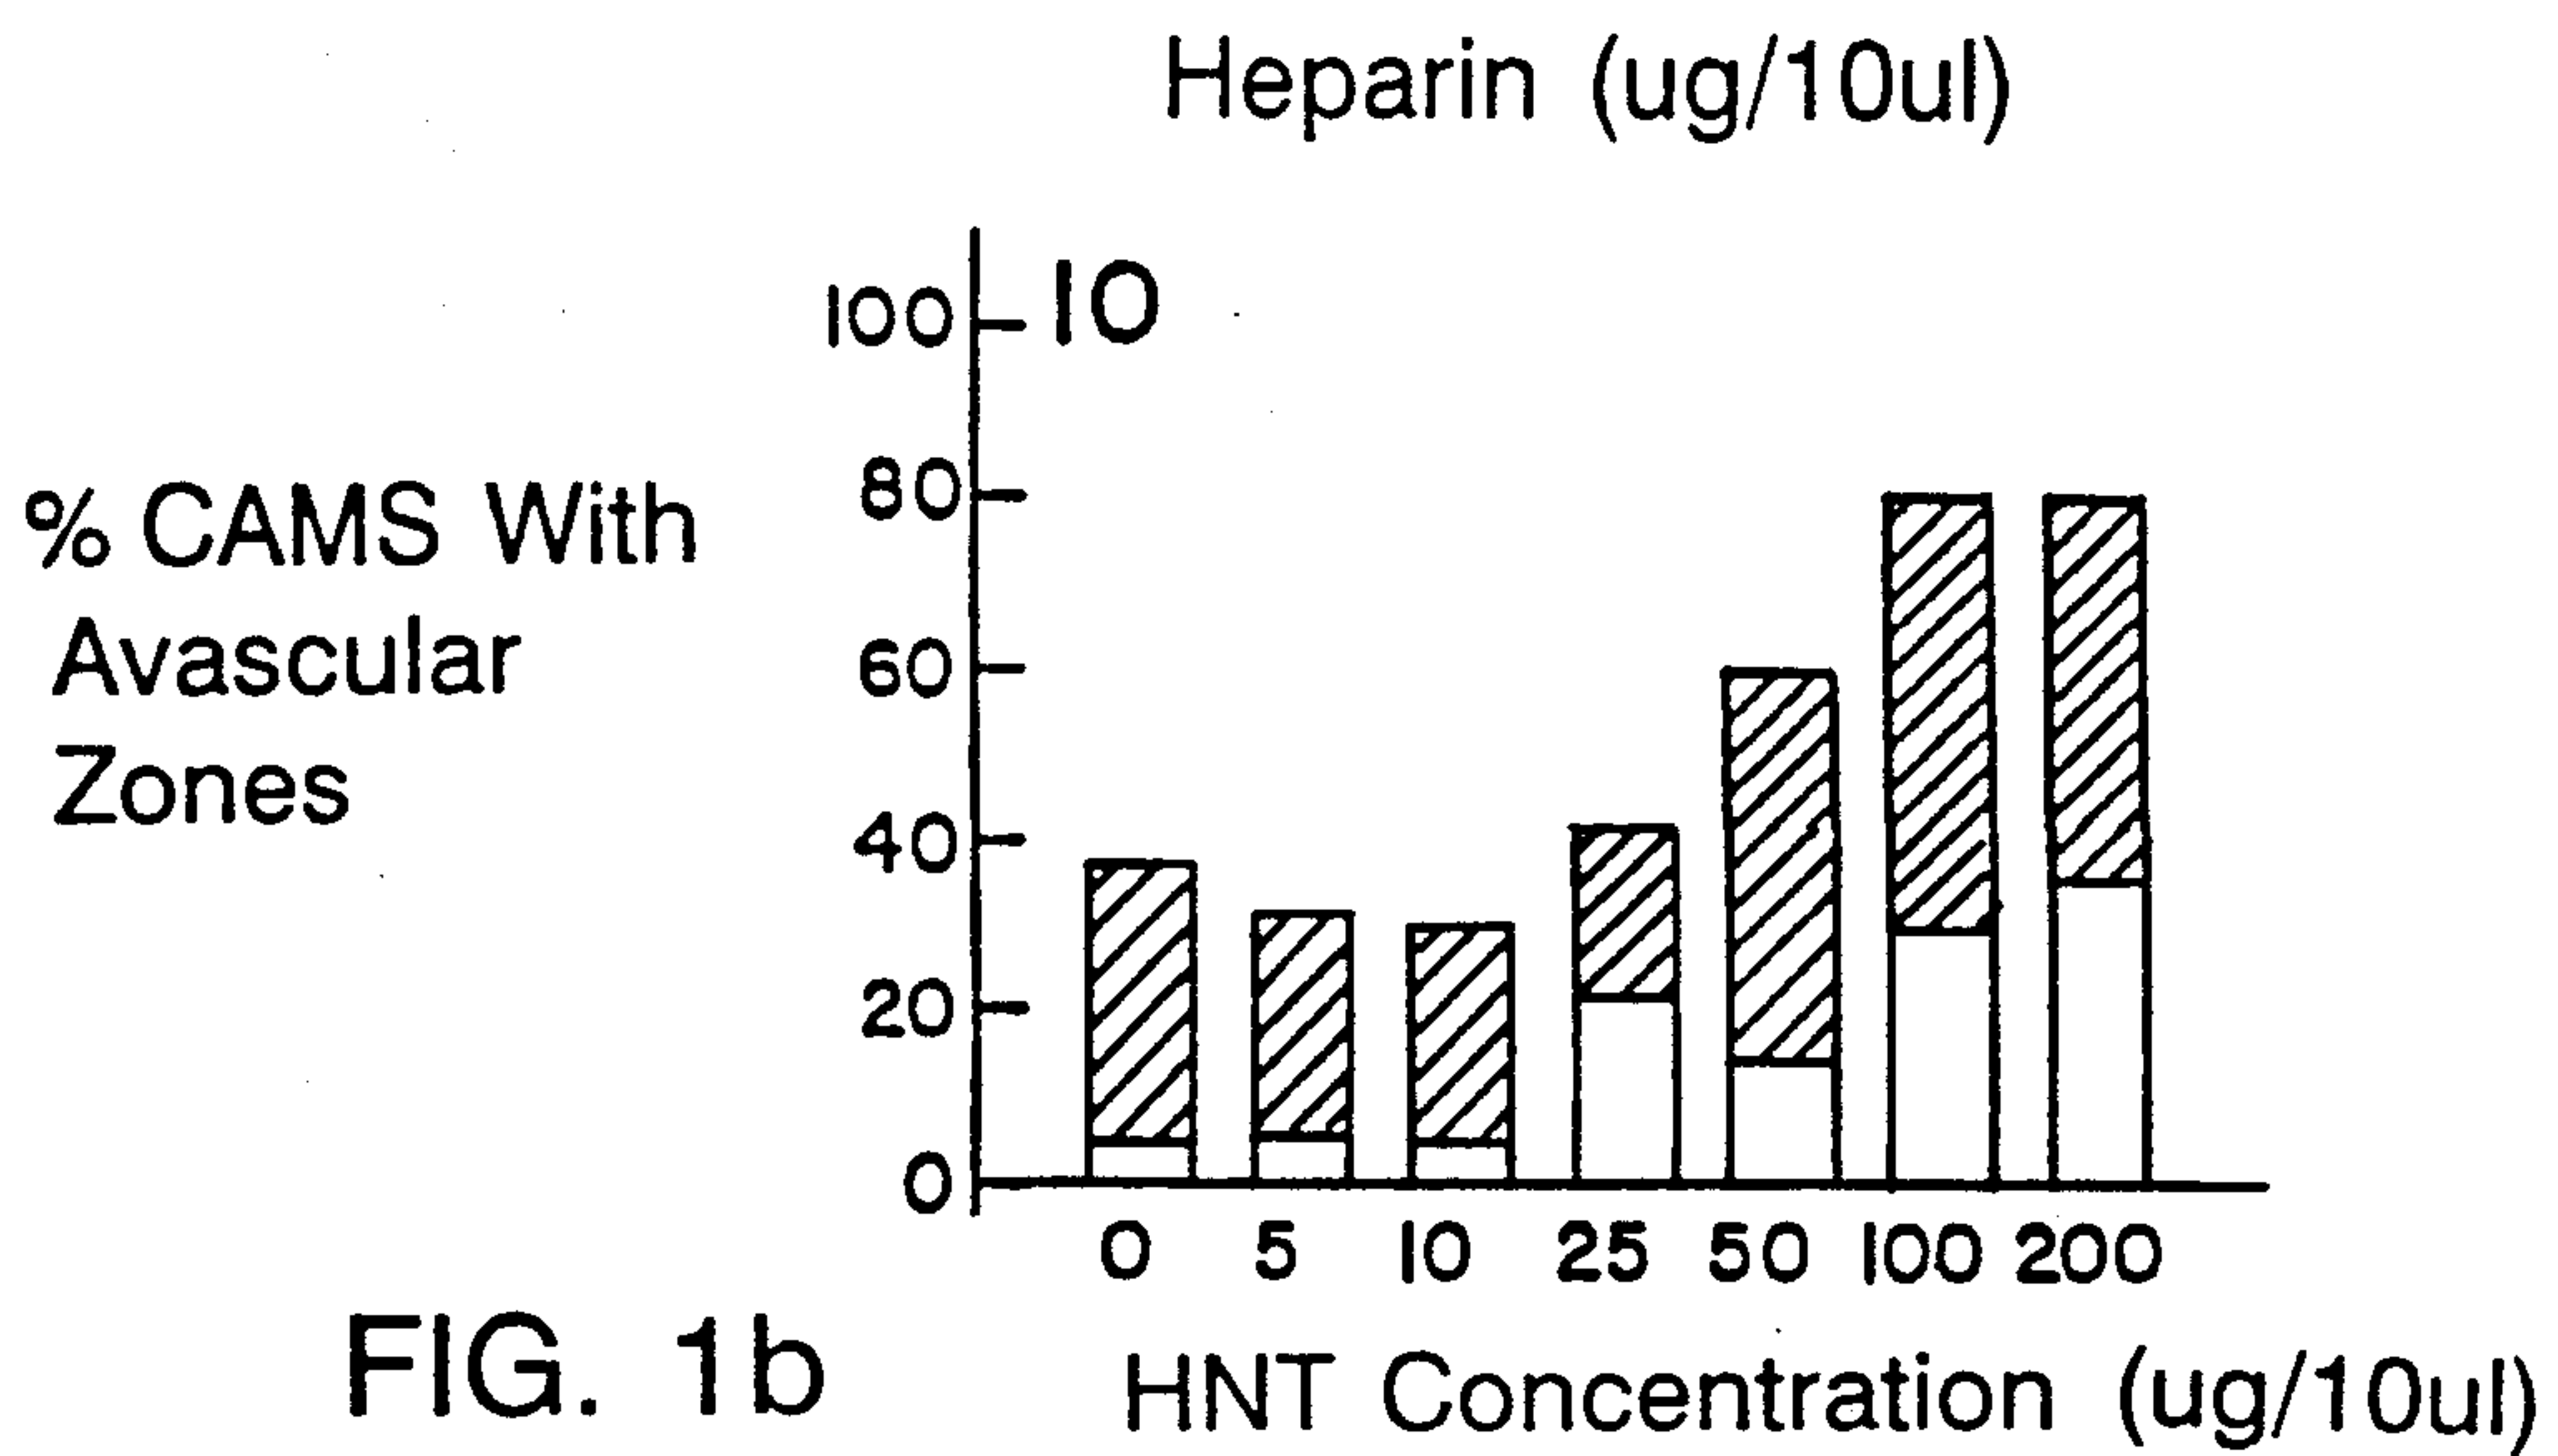 Heparin (ug/10ul)
10
100
80
60
40
20
0
% CAMS With
Avascular
Zones
0 5 10 25 50 100 200
HNT Concentration (ug/10ul)
FIG. 1b